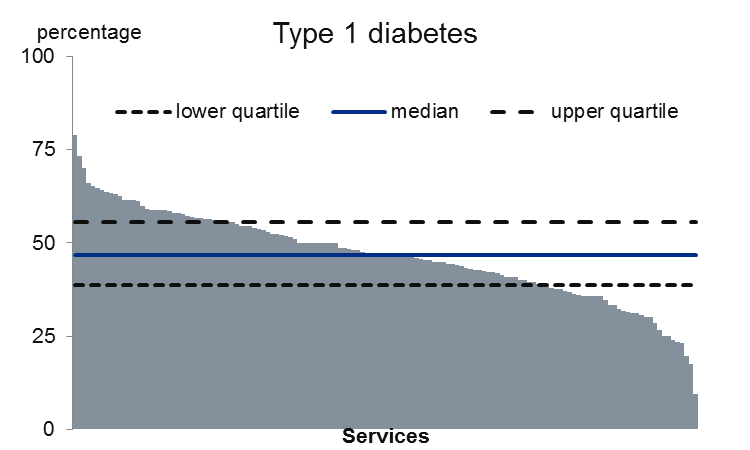 percentage
Type 1 diabetes
100
lower quartile median upper quartile
75
50
25
0
Services